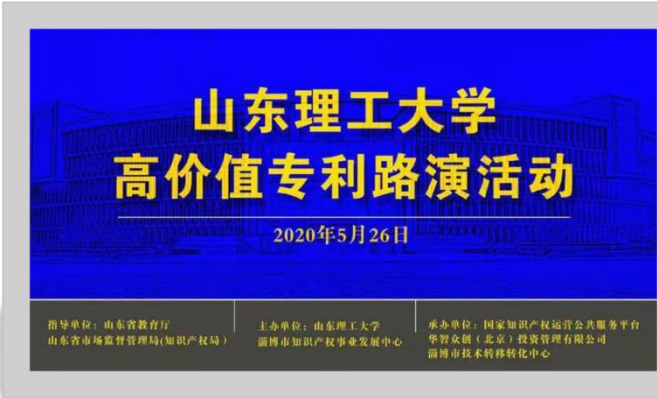 山东理工大学
高价值专利路演活动
2020年5月26日
指导单位：山东省教育厅
山东省市场监督管理局(知识产权局)
主办单位：山东理工大学
淄博市知识产权事业发展中心
承办单位：国家知识产权运营公共服务平台
华智众创（北京）投资管理有限公司
淄博市技术转移转化中心